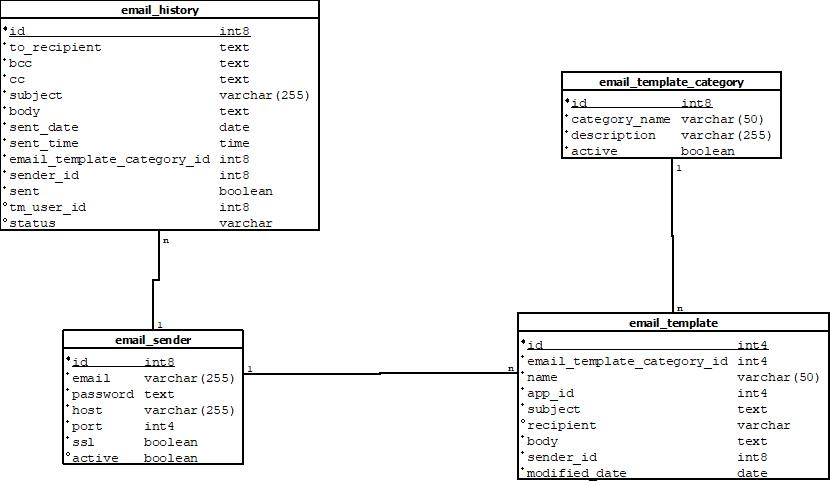 email_history
id int8
to_recipient text
bcc text
cc text
subject varchar(255)
body text
sent_date date
sent_time time
email_template_category_id int8
sender_id int8
sent boolean
tm_user_id int8
status varchar
n
1
email_template_category
id int8
category_name varchar(50)
description varchar(255)
active boolean
1
n
email_sender
id int8
email varchar(255)
password text
host varchar(255)
port int4
ssl boolean
active boolean
1
n
email_template
id int4
email_template_category_id int4
name varchar(50)
app_id int4
subject text
recipient varchar
body text
sender_id int8
modified_date date